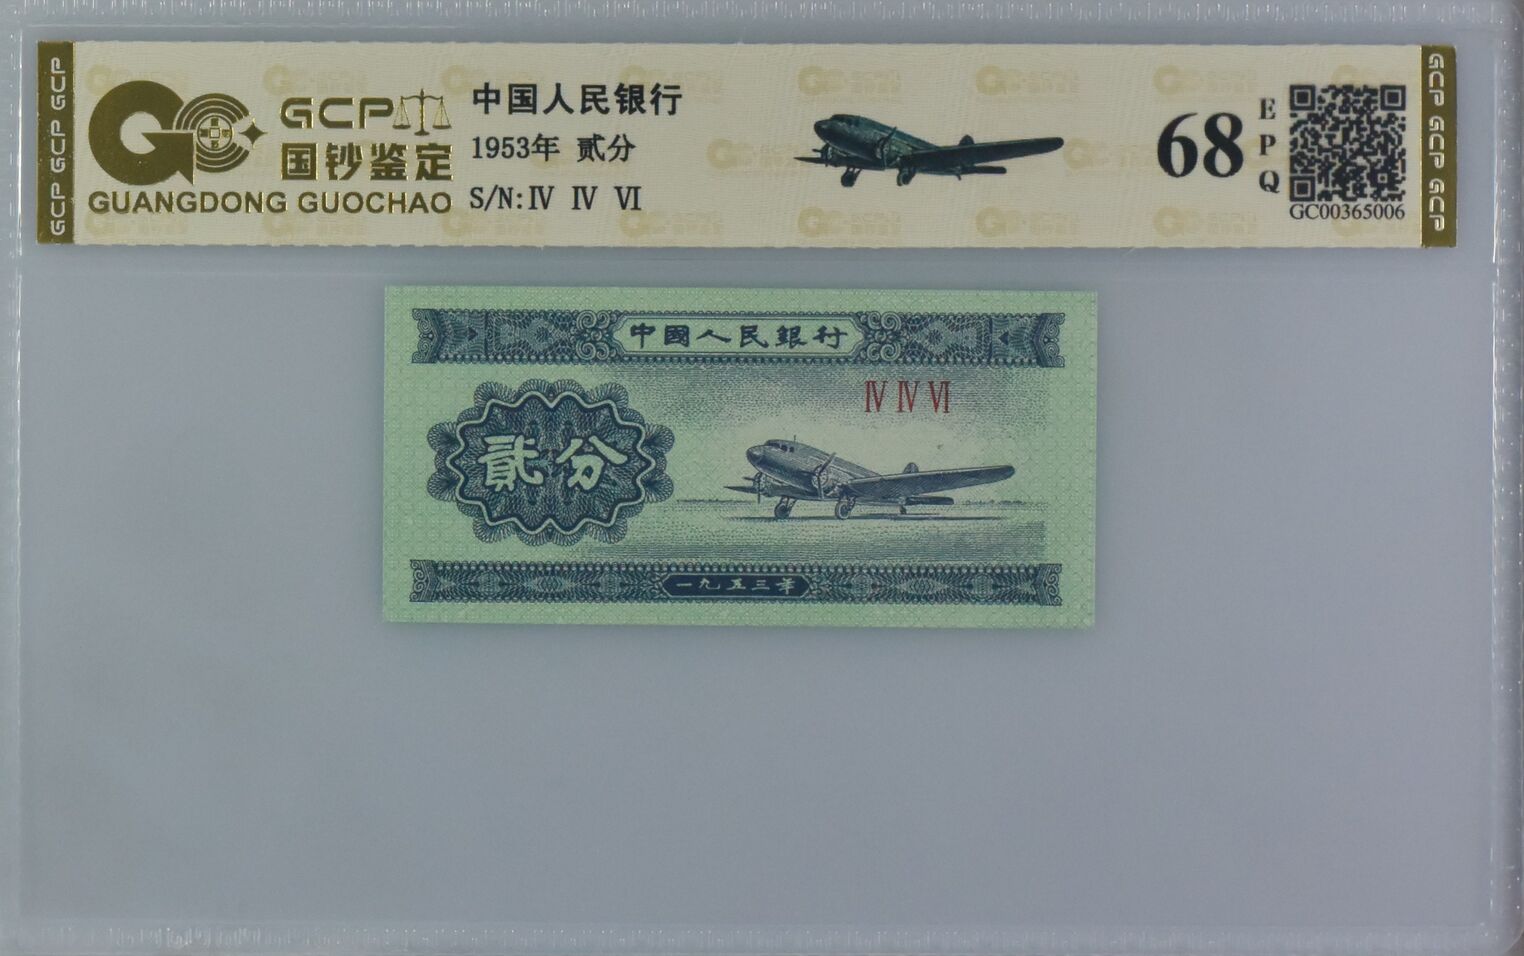 GCP GCP GCP
GCP
国钞鉴定
GUANGDONG GUOCHAO
中国人民银行
1953年 贰分
S/N:Ⅳ Ⅳ Ⅵ
68
EPQ
GC00365006
GCP GCP GCP
中國人民銀行
Ⅳ Ⅳ Ⅵ
貳分
一九五三年